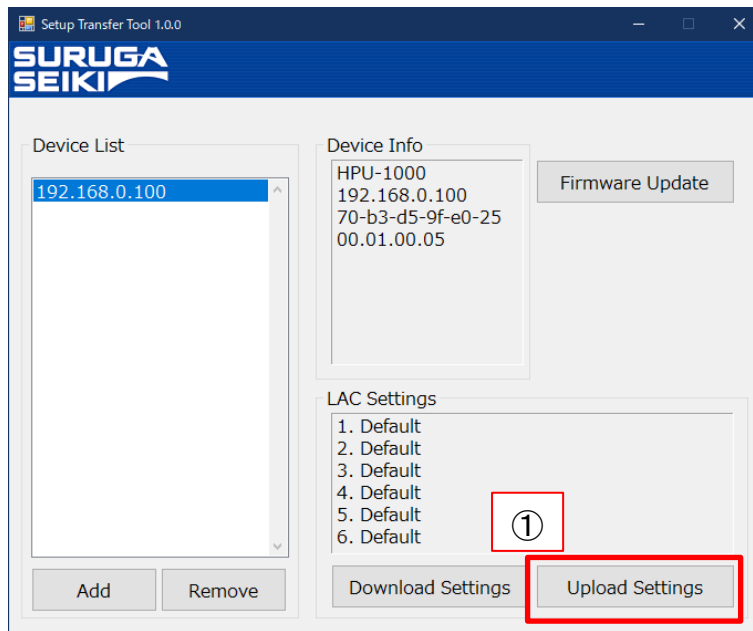 Setup Transfer Tool 1.0.0
SURUGA
SEIKI
Device List
192.168.0.100
Add
Remove
Device Info
HPU-1000
192.168.0.100
70-b3-d5-9f-e0-25
00.01.00.05
Firmware Update
LAC Settings
1. Default
2. Default
3. Default
4. Default
5. Default
6. Default
①
Download Settings
Upload Settings